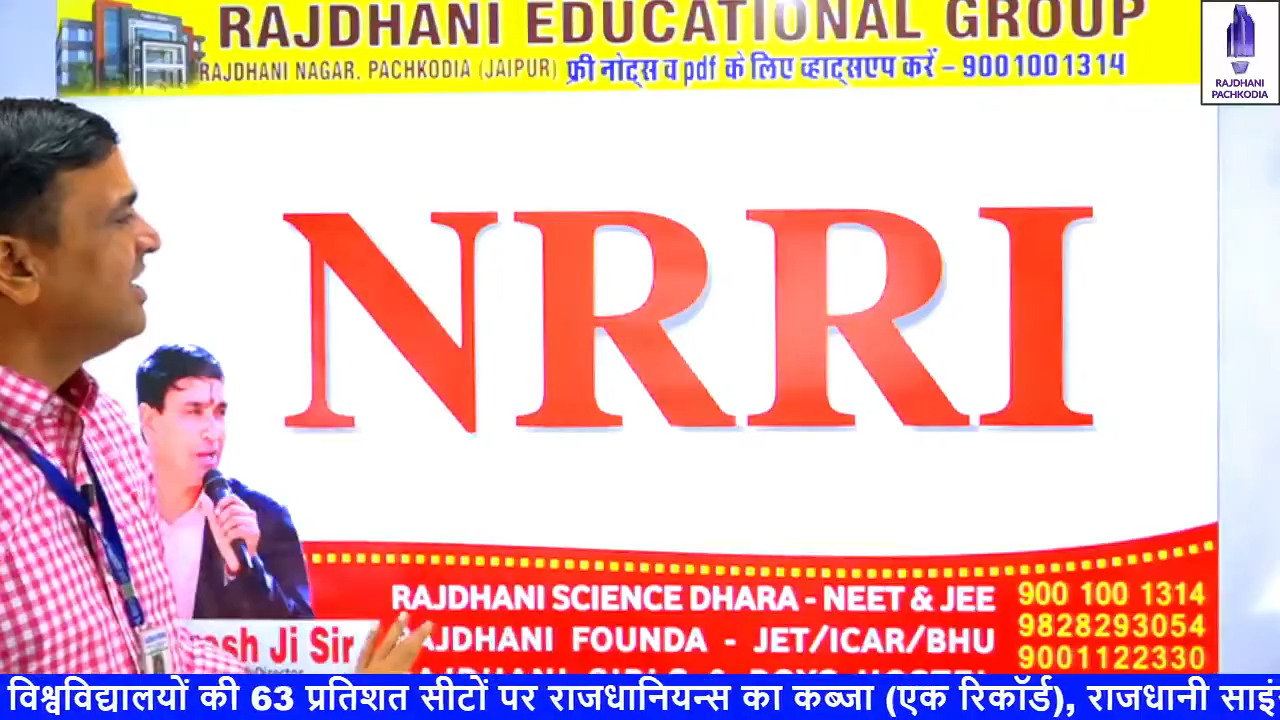 RAJDHANI EDUCATIONAL GROUP
RAJDHANI NAGAR, PACHKODIA (JAIPUR) फ्री नोट्स व pdf के लिए व्हाट्सएप करें – 9001001314
RAJDHANI
PACHKODIA
NRRI
RAJDHANI SCIENCE DHARA - NEET & JEE 900 100 1314
RAJDHANI FOUNDA - JET/ICAR/BHU 9828293054
Ji Sir
9001122330
विश्वविद्यालयों की 63 प्रतिशत सीटों पर राजधानियन्स का कब्जा (एक रिकॉर्ड), राजधानी साइं